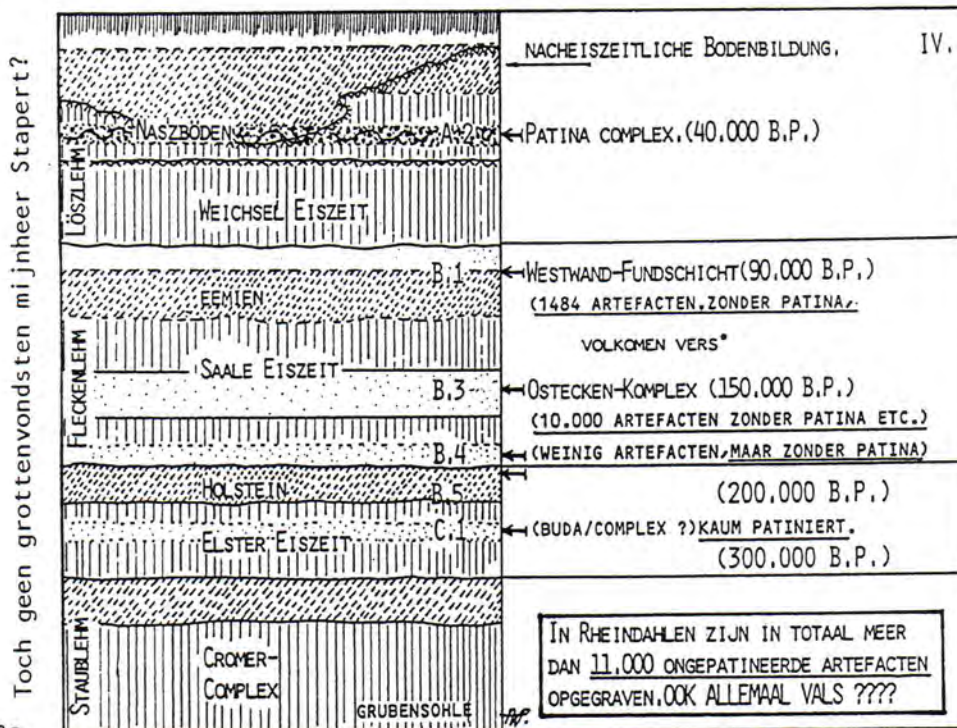 Toch geen grottenvondsten mijnheer Stapert?
NACHEISZEITLICHE BODENBILDUNG.
IV.
NASZBÖDEN
A.2
PATINA COMPLEX.(40.000 B.P.)
LÖSZLEHM
WEICHSEL EISZEIT
B.1
WESTWAND-FUNDSCHICHT(90.000 B.P.)
EEMIEN
(1484 ARTEFACTEN.ZONDER PATINA,
VOLKOMEN VERS"
FLECKENLEHM
SAALE EISZEIT
B.3
OSTECKEN-KOMPLEX (150.000 B.P.)
(10.000 ARTEFACTEN ZONDER PATINA ETC.)
B.4
(WEINIG ARTEFACTEN,MAAR ZONDER PATINA)
HOLSTEIN
B.5
(200.000 B.P.)
C.1
(BUDA/COMPLEX ?)KAUM PATINIERT.
ELSTER EISZEIT
(300.000 B.P.)
STAUBLEHM
CROMER-
COMPLEX
GRUBENSOHLE
IN RHEINDAHLEN ZIJN IN TOTAAL MEER
DAN 11.000 ONGEPATINEERDE ARTEFACTEN
OPGEGRAVEN.OOK ALLEMAAL VALS ????